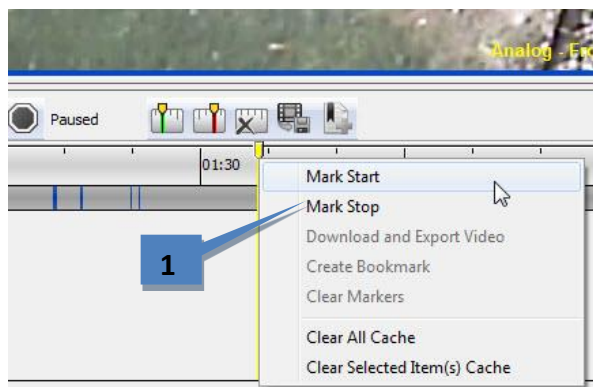 Analog - Fro
Paused
01:30
Mark Start
Mark Stop
Download and Export Video
Create Bookmark
Clear Markers
Clear All Cache
Clear Selected Item(s) Cache
1